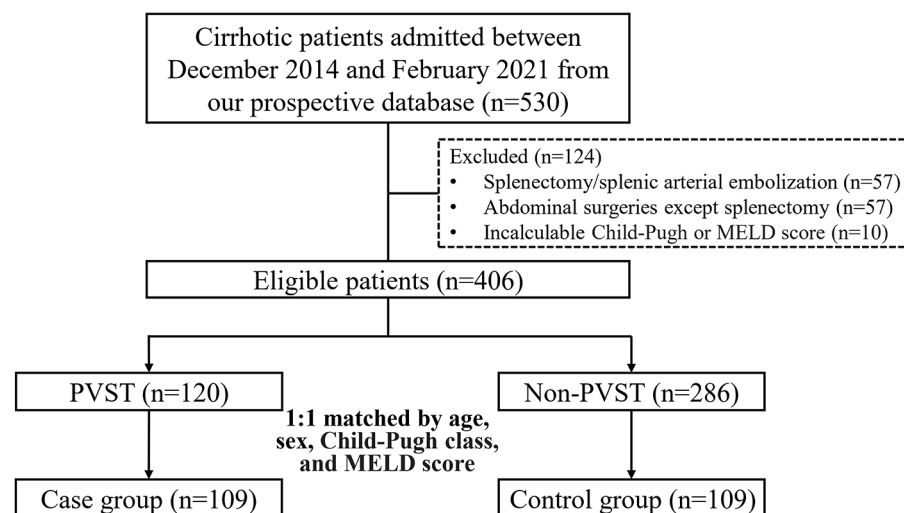 Cirrhotic patients admitted between
December 2014 and February 2021 from
our prospective database (n=530)
Excluded (n=124)
• Splenectomy/splenic arterial embolization (n=57)
• Abdominal surgeries except splenectomy (n=57)
• Incalculable Child-Pugh or MELD score (n=10)
Eligible patients (n=406)
PVST (n=120)
Non-PVST (n=286)
1:1 matched by age,
sex, Child-Pugh class,
and MELD score
Case group (n=109)
Control group (n=109)